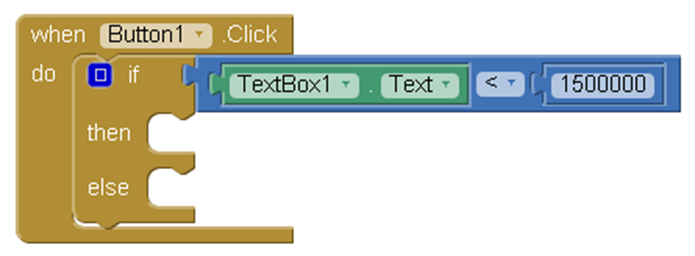 when Button1 .Click
do if TextBox1 . Text < 1500000
then
else